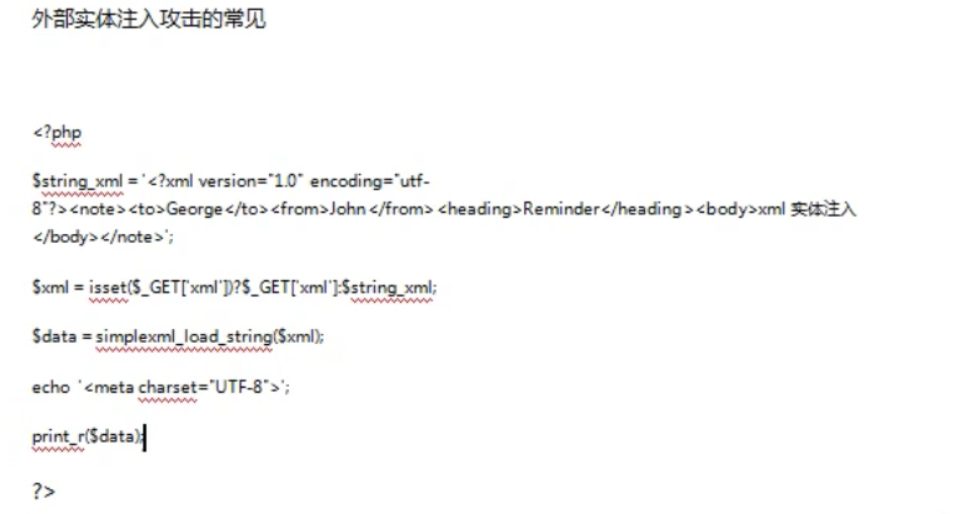 外部实体注入攻击的常见
<?php
$string_xml = '<?xml version="1.0" encoding="utf-
8"?><note><to>George</to><from>John</from><heading>Reminder</heading><body>xml 实体注入
</body></note>';
$xml = isset($_GET['xml'])?$_GET['xml']:$string_xml;
$data = simplexml_load_string($xml);
echo '<meta charset="UTF-8">';
print_r($data);
?>